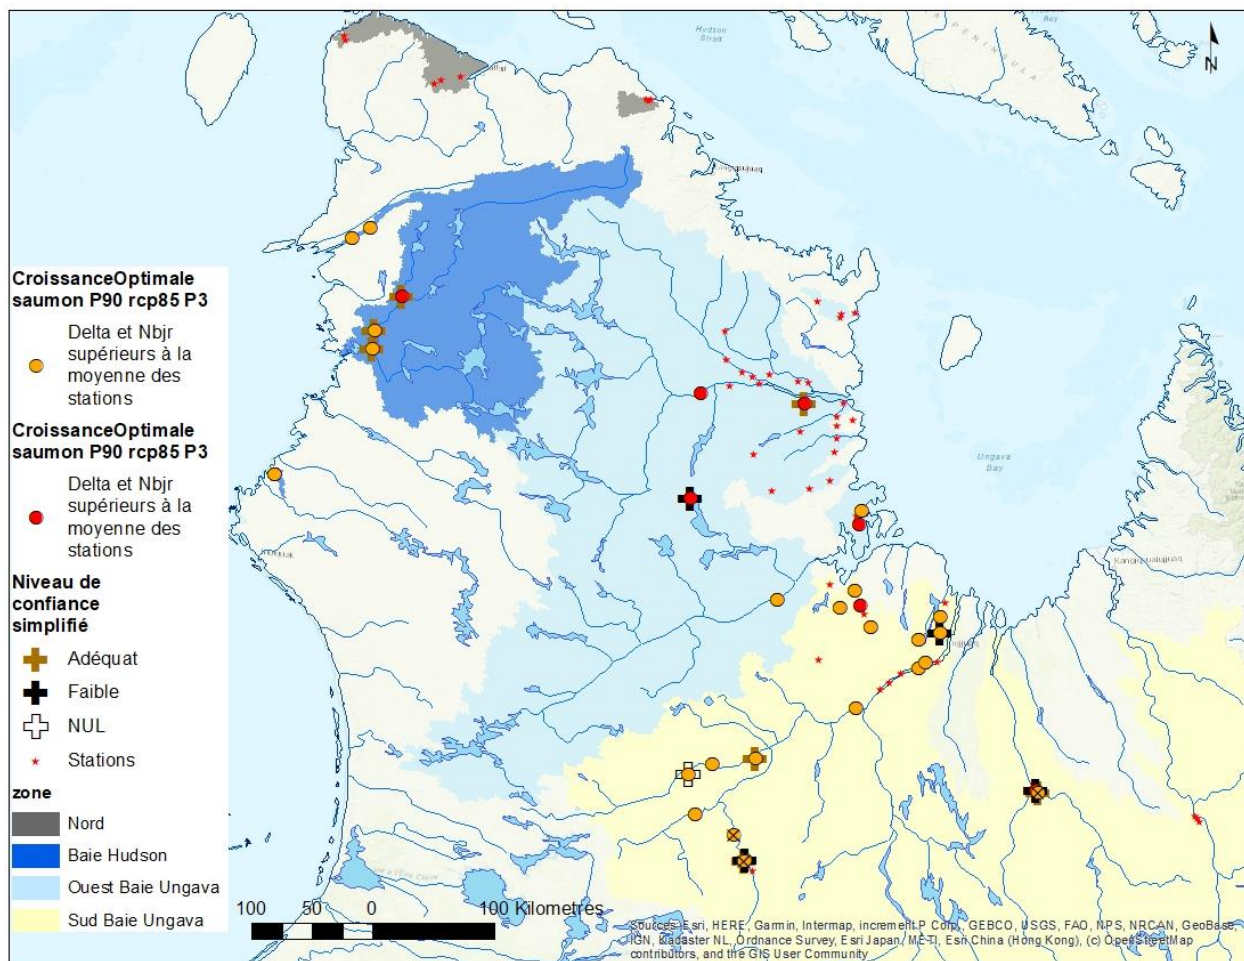 Hudson
Strait
PENINSULA
Bay
N
CroissanceOptimale
saumon P90 rcp85 P3
Delta et Nbjr
supérieurs à la
moyenne des
stations
CroissanceOptimale
saumon P90 rcp85 P3
Delta et Nbjr
supérieurs à la
moyenne des
stations
Niveau de
confiance
simplifié
Adéquat
Faible
NUL
Stations
zone
Nord
Baie Hudson
Ouest Baie Ungava
Sud Baie Ungava
Ungava
Bay
100 50 0 100 Kilometres
Sources: Esri, HERE, Garmin, Intermap, increment P Corp., GEBCO, USGS, FAO, NPS, NRCAN, GeoBase,
IGN, Kadaster NL, Ordnance Survey, Esri Japan, METI, Esri China (Hong Kong), (c) OpenStreetMap
contributors, and the GIS User Community